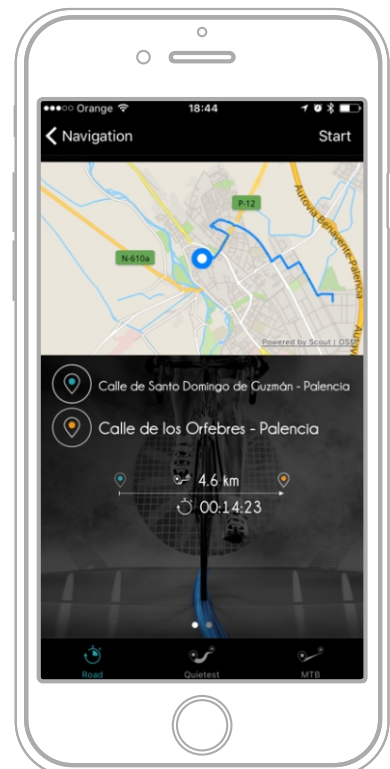 Orange 18:44
Navigation Start
P-12
N-610a
Autovía Benavente-Palencia
Auto
Powered by Scout | OSM
Calle de Santo Domingo de Guzmán - Palencia
Calle de los Orfebres - Palencia
4.6 km
00:14:23
Road Quietest MTB